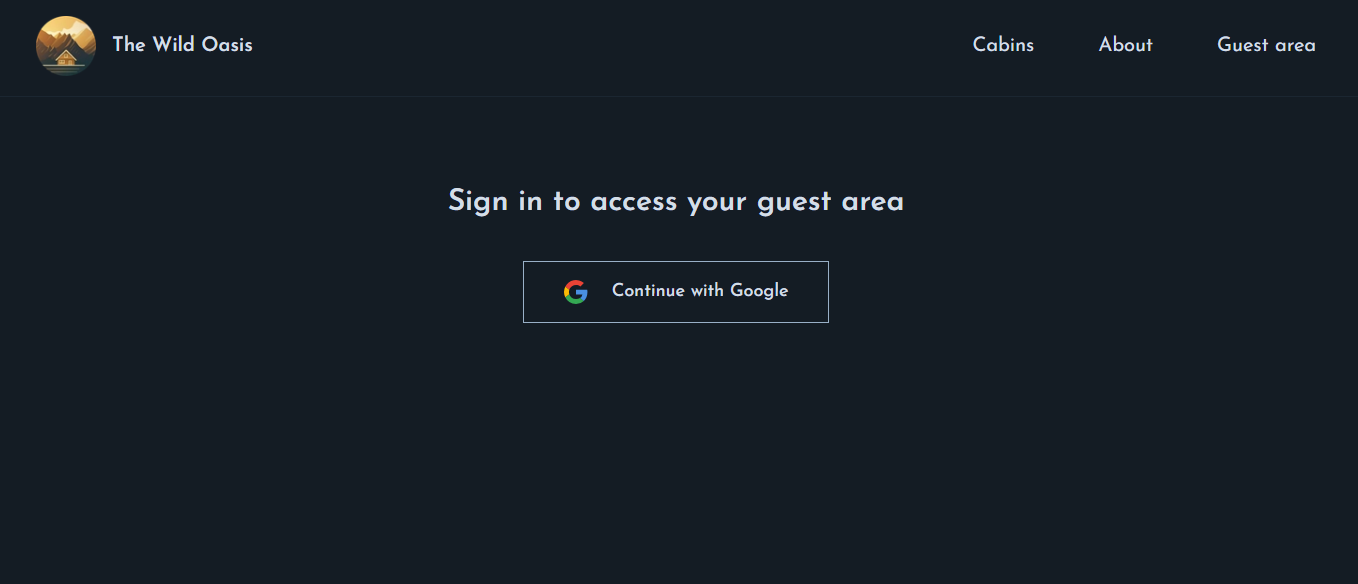 The Wild Oasis
Cabins
About
Guest area
Sign in to access your guest area
Continue with Google